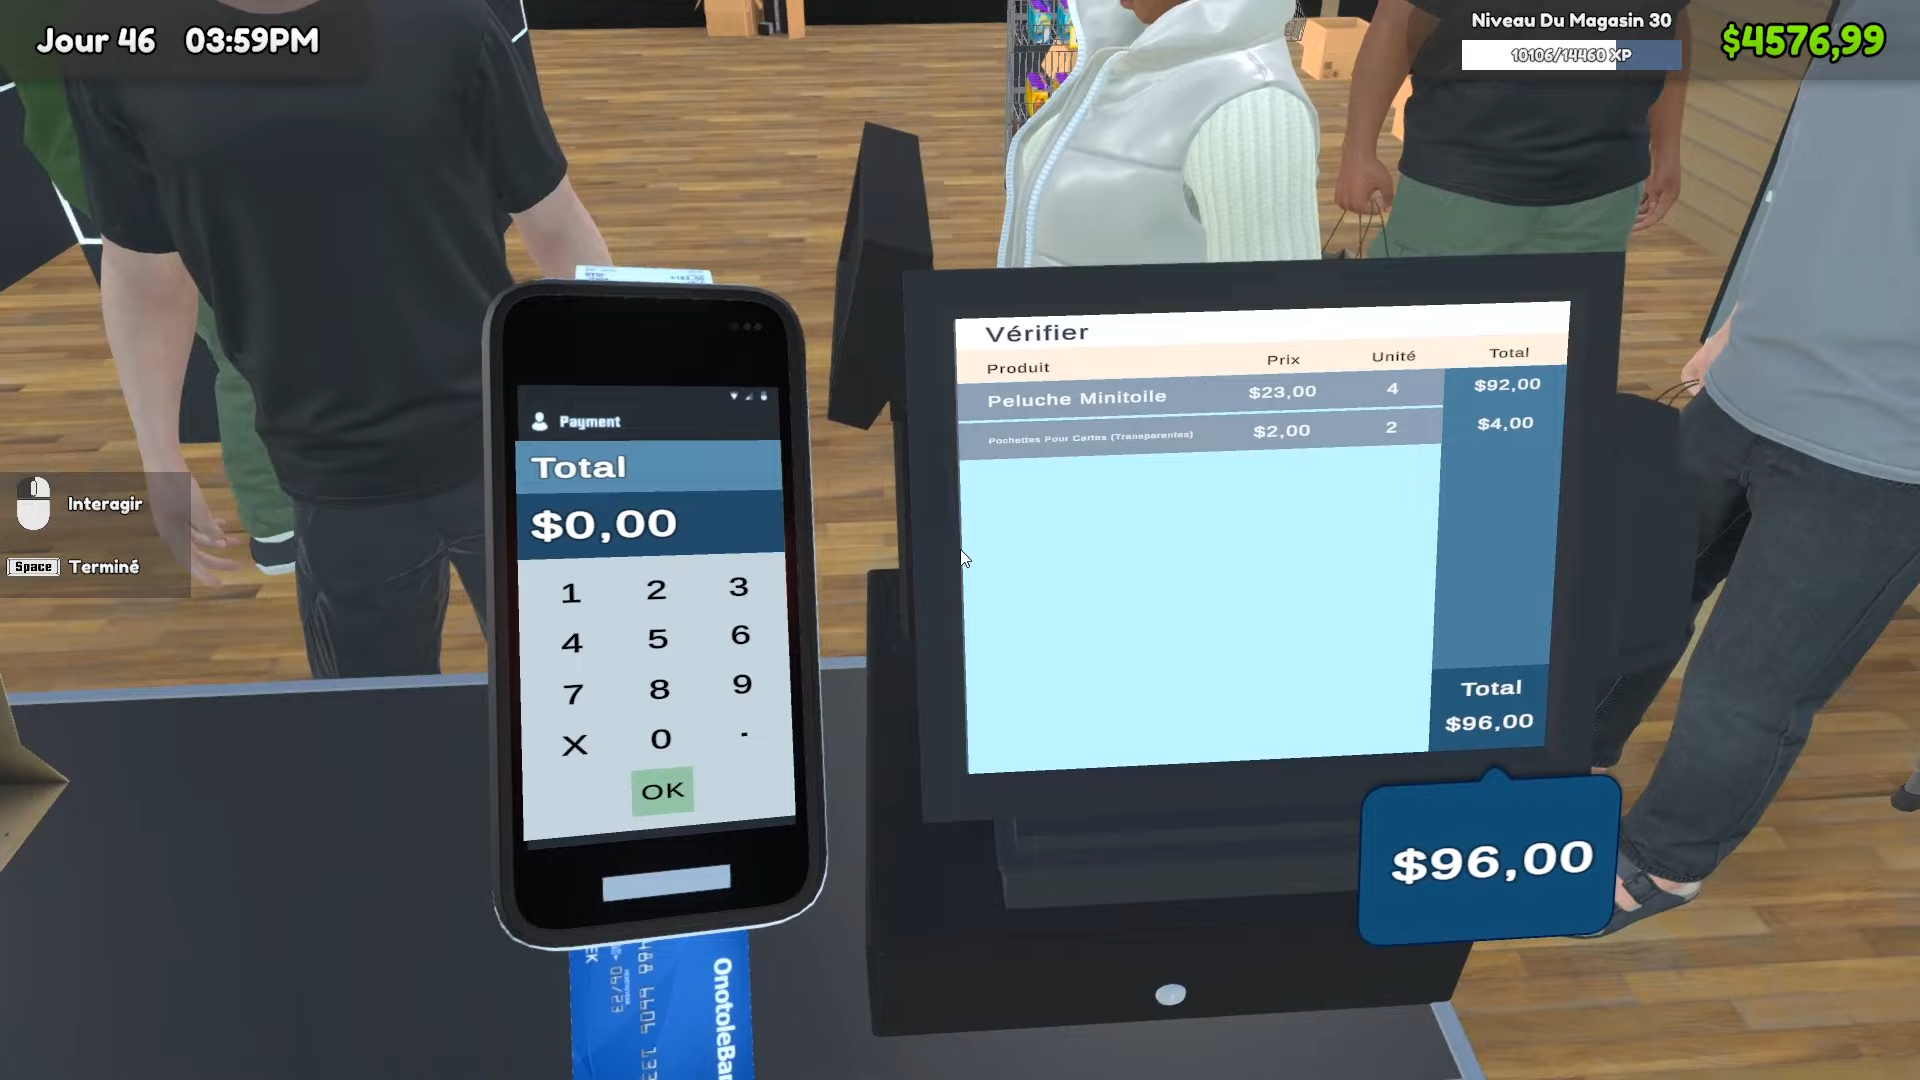 Jour 46 03:59PM
Niveau Du Magasin 30
10106/14460 XP
$4576,99
Interagir
Space Terminé
Payment
Total
$0,00
1 2 3
4 5 6
7 8 9
X 0 .
OK
Vérifier
Produit Prix Unité Total
Peluche Minitoile $23,00 4 $92,00
Pochettes Pour Cartes (Transparentes) $2,00 2 $4,00
Total
$96,00
$96,00
OnotoleBa